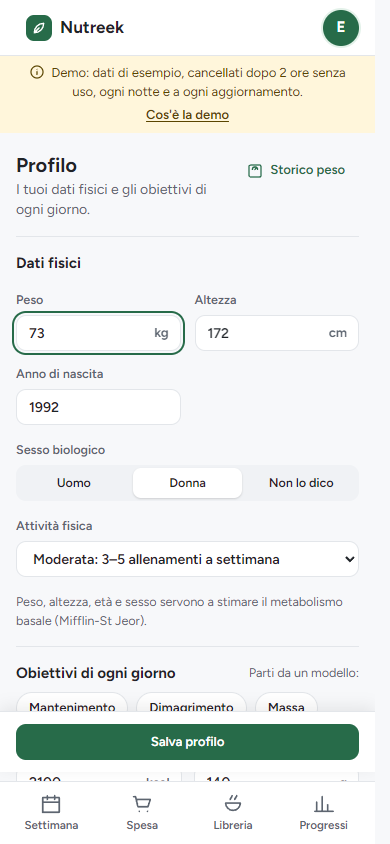 Nutreek
E
Demo: dati di esempio, cancellati dopo 2 ore senza
uso, ogni notte e a ogni aggiornamento.
Cos'è la demo
Profilo
Storico peso
I tuoi dati fisici e gli obiettivi di
ogni giorno.
Dati fisici
Peso
Altezza
73 kg
172 cm
Anno di nascita
1992
Sesso biologico
Uomo
Donna
Non lo dico
Attività fisica
Moderata: 3–5 allenamenti a settimana
Peso, altezza, età e sesso servono a stimare il metabolismo
basale (Mifflin-St Jeor).
Obiettivi di ogni giorno
Parti da un modello:
Mantenimento
Dimagrimento
Massa
Salva profilo
Settimana
Spesa
Libreria
Progressi